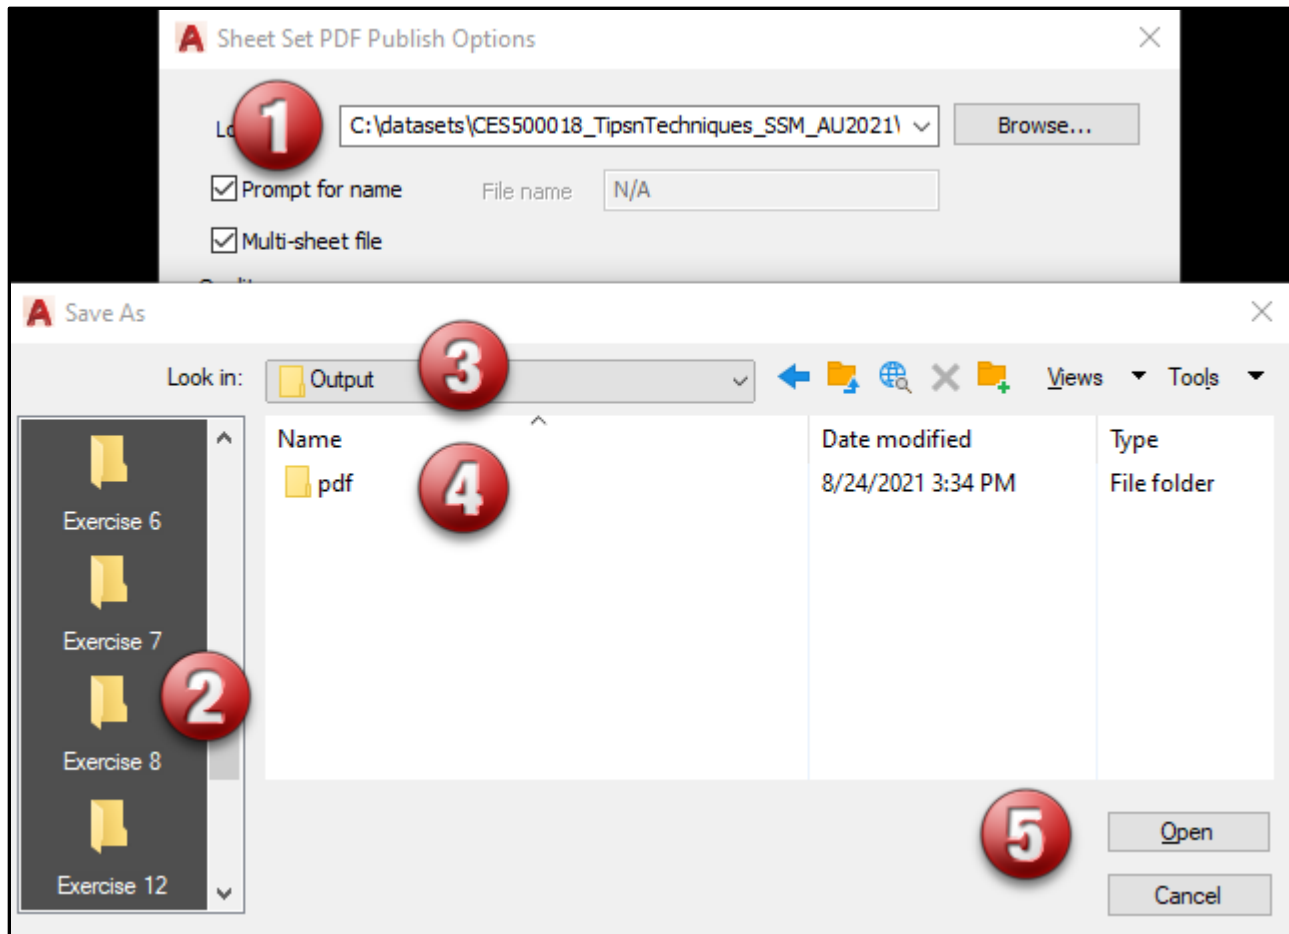 Sheet Set PDF Publish Options
1
C:\datasets\CES500018_TipsnTechniques_SSM_AU2021\
Browse...
Prompt for name
File name
N/A
Multi-sheet file
Save As
Look in:
Output
3
Views
Tools
Name
Date modified
Type
pdf
4
8/24/2021 3:34 PM
File folder
Exercise 6
Exercise 7
2
Exercise 8
Exercise 12
5
Open
Cancel